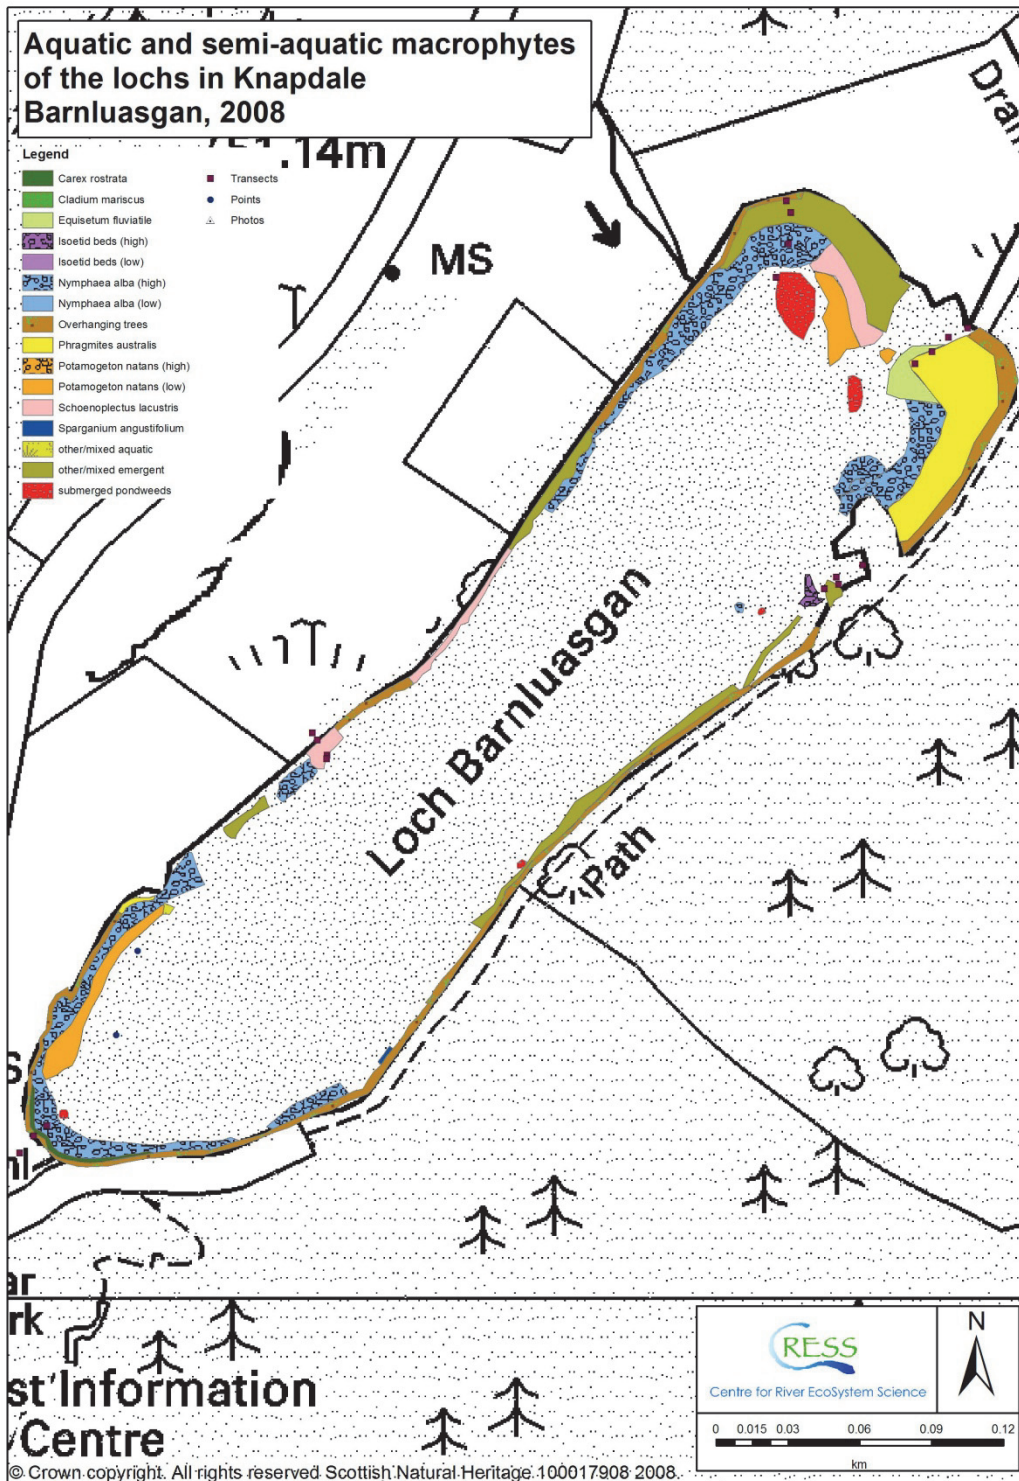 Aquatic and semi-aquatic macrophytes
of the lochs in Knapdale
Barnluasgan, 2008
.14m
Drain
Legend
Carex rostrata
Cladium mariscus
Equisetum fluviatile
Isoetid beds (high)
Isoetid beds (low)
Nymphaea alba (high)
Nymphaea alba (low)
Overhanging trees
Phragmites australis
Potamogeton natans (high)
Potamogeton natans (low)
Schoenoplectus lacustris
Sparganium angustifolium
other/mixed aquatic
other/mixed emergent
submerged pondweeds
Transects
Points
Photos
MS
Loch Barnluasgan
Path
S
ar
rk
st Information
Centre
N
CRESS
Centre for River EcoSystem Science
0 0.015 0.03 0.06 0.09 0.12
km
© Crown copyright. All rights reserved Scottish Natural Heritage 100017908 2008.